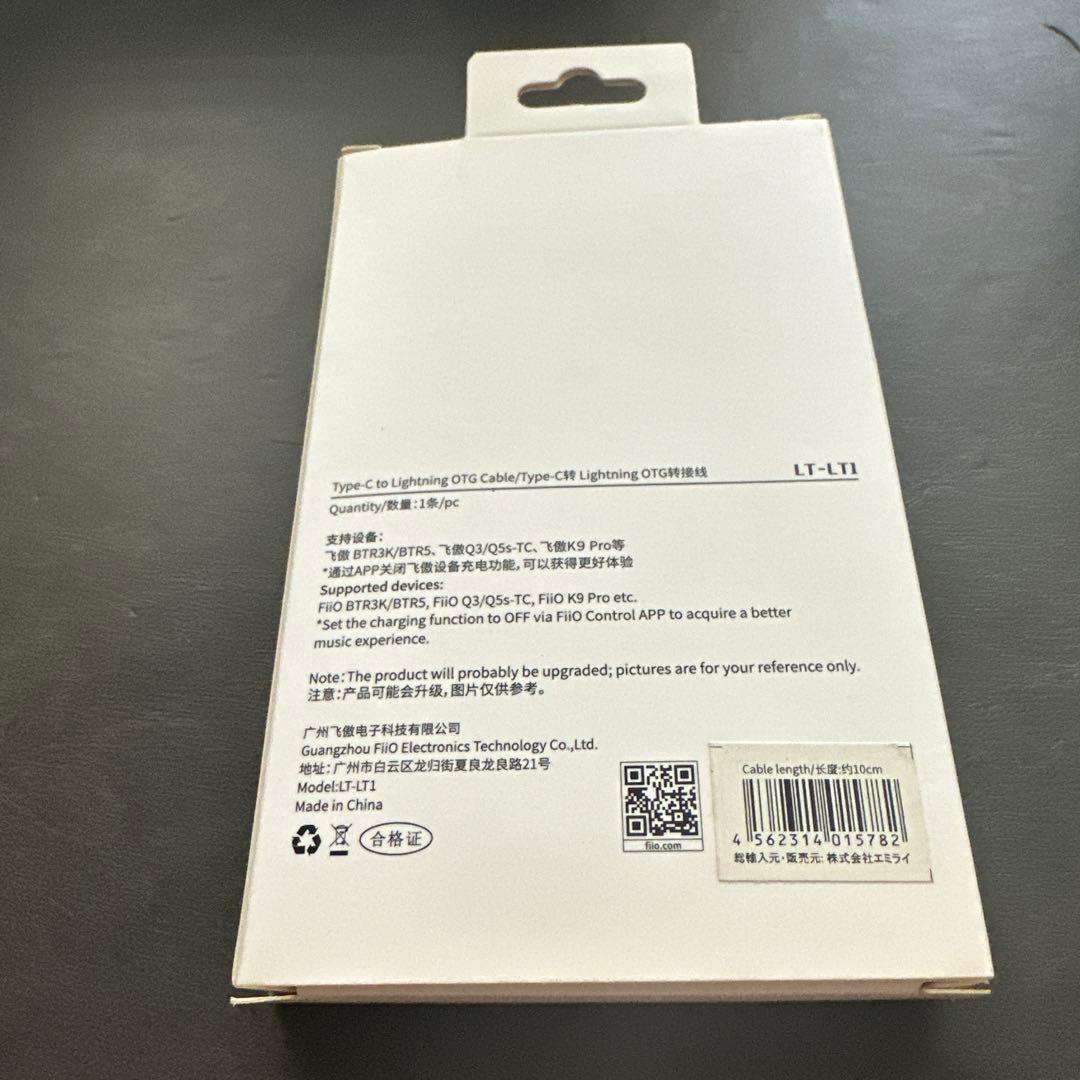 Type-C to Lightning OTG Cable/Type-C转 Lightning OTG转接线 LT-LT1
Quantity/数量:1条/pc
支持设备:
飞傲 BTR3K/BTR5、飞傲Q3/Q5s-TC、飞傲K9 Pro等
*通过APP关闭飞傲设备充电功能,可以获得更好体验
Supported devices:
FiiO BTR3K/BTR5, FiiO Q3/Q5s-TC, FiiO K9 Pro etc.
*Set the charging function to OFF via FiiO Control APP to acquire a better
music experience.
Note:The product will probably be upgraded; pictures are for your reference only.
注意:产品可能会升级,图片仅供参考。
广州飞傲电子科技有限公司
Guangzhou FiiO Electronics Technology Co.,Ltd.
地址:广州市白云区龙归街夏良龙良路21号
Model:LT-LT1
Made in China
合格证
fiio.com
Cable length/长度:约10cm
4 562314 015782
総輸入元・販売元: 株式会社エミライ